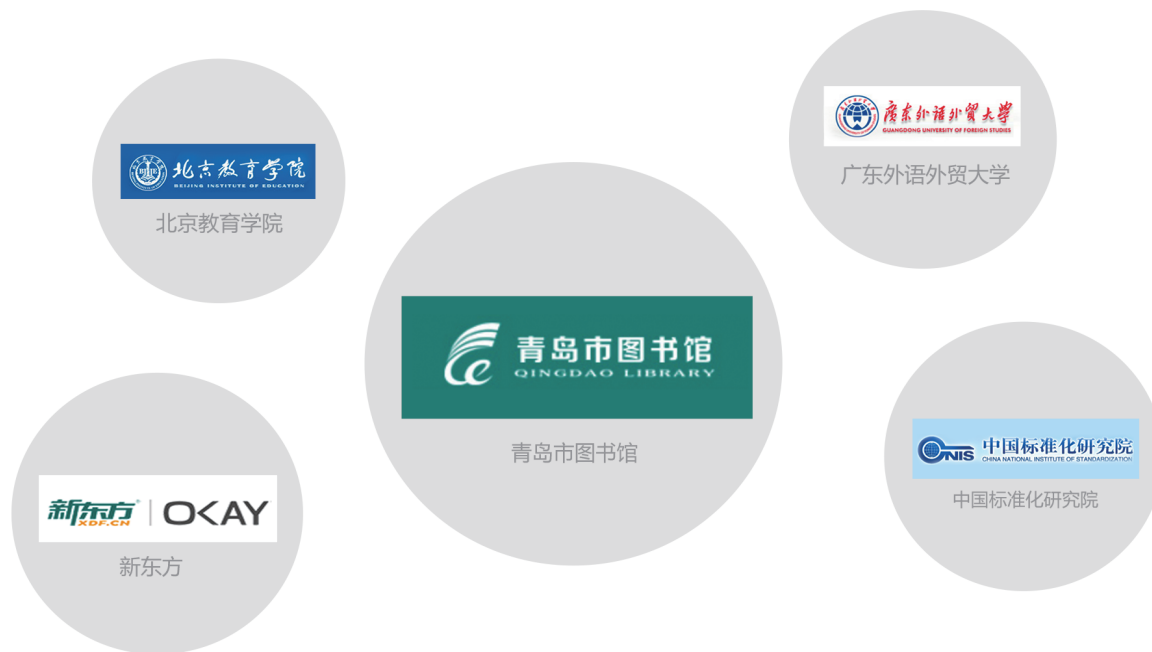 廣东外语外贸大学
GUANGDONG UNIVERSITY OF FOREIGN STUDIES
广东外语外贸大学
北京教育学院
BEIJING INSTITUTE OF EDUCATION
北京教育学院
青岛市图书馆
QINGDAO LIBRARY
青岛市图书馆
中国标准化研究院
CNIS
CHINA NATIONAL INSTITUTE OF STANDARDIZATION
中国标准化研究院
新东方
XDF.CN
OKAY
新东方